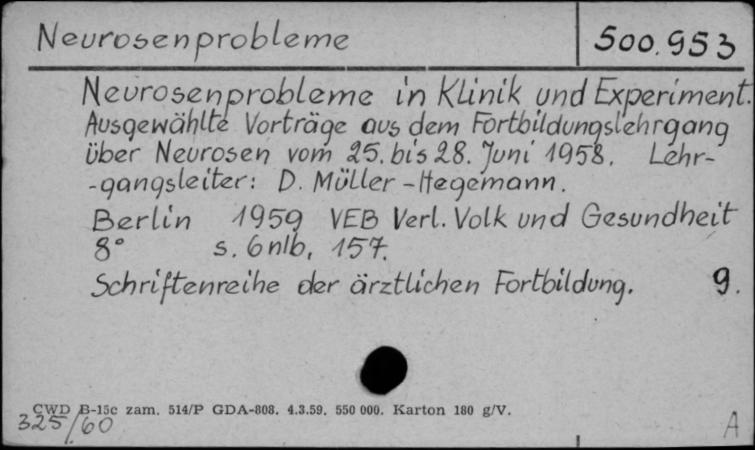 Neurosenprobleme 500.953
Neurosenprobleme in Klinik und Experiment.
Ausgewählte Vorträge aus dem Fortbildungslehrgang
über Neurosen vom 25. bis 28. Juni 1958. Lehr-
-gangsleiter: D. Müller-Hegemann.
Berlin 1959 VEB Verl. Volk und Gesundheit
8° s. 6nlb, 157.
Schriftenreihe der ärztlichen Fortbildung. 9.
CWD B-15c zam. 514/P GDA-808. 4.3.59. 550 000. Karton 180 g/V.
325/60 A